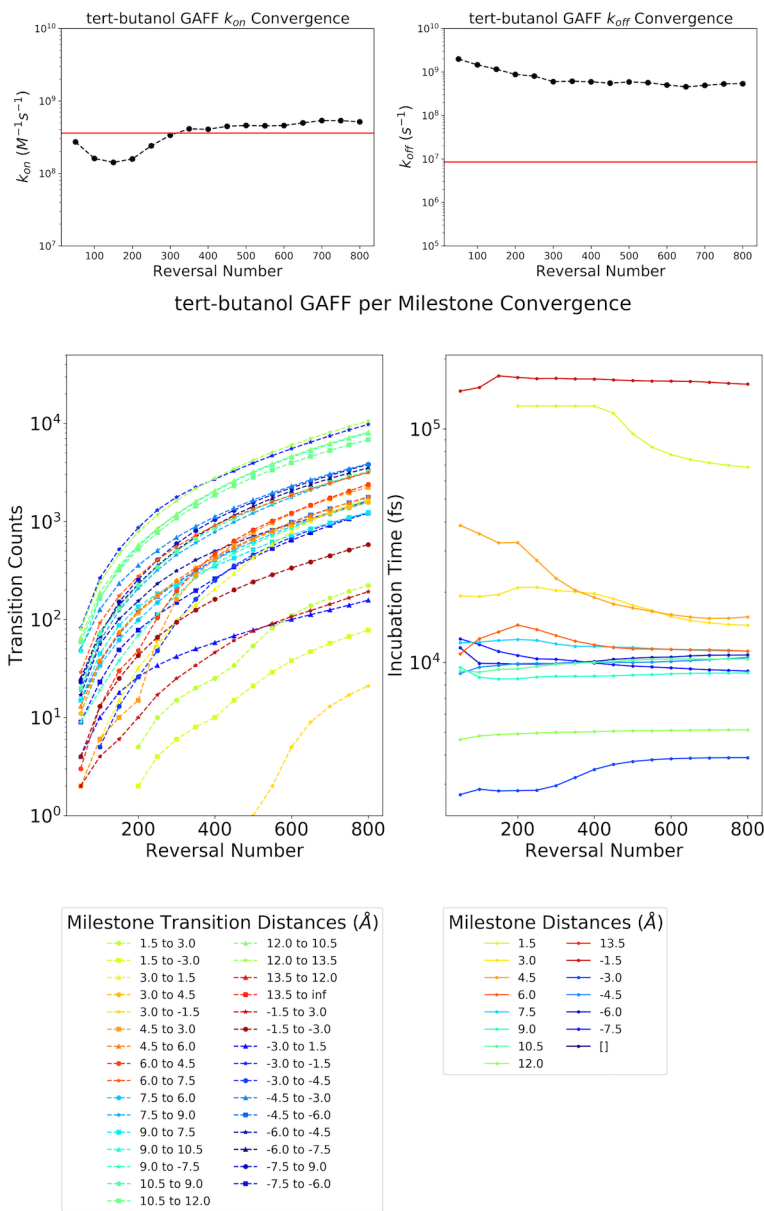 tert-butanol GAFF kon Convergence
10^10
10^9
10^8
10^7
kon (M−1s−1)
100 200 300 400 500 600 700 800
Reversal Number
tert-butanol GAFF koff Convergence
10^10
10^9
10^8
10^7
10^6
10^5
koff (s−1)
100 200 300 400 500 600 700 800
Reversal Number
tert-butanol GAFF per Milestone Convergence
10^4
10^3
10^2
10^1
10^0
Transition Counts
200 400 600 800
Reversal Number
10^5
10^4
Incubation Time (fs)
200 400 600 800
Reversal Number
Milestone Transition Distances (Å)
1.5 to 3.0
1.5 to -3.0
3.0 to 1.5
3.0 to 4.5
3.0 to -1.5
4.5 to 3.0
4.5 to 6.0
6.0 to 4.5
6.0 to 7.5
7.5 to 6.0
7.5 to 9.0
9.0 to 7.5
9.0 to 10.5
9.0 to -7.5
10.5 to 9.0
10.5 to 12.0
12.0 to 10.5
12.0 to 13.5
13.5 to 12.0
13.5 to inf
-1.5 to 3.0
-1.5 to -3.0
-3.0 to 1.5
-3.0 to -1.5
-3.0 to -4.5
-4.5 to -3.0
-4.5 to -6.0
-6.0 to -4.5
-6.0 to -7.5
-7.5 to 9.0
-7.5 to -6.0
Milestone Distances (Å)
1.5
3.0
4.5
6.0
7.5
9.0
10.5
12.0
13.5
-1.5
-3.0
-4.5
-6.0
-7.5
[]